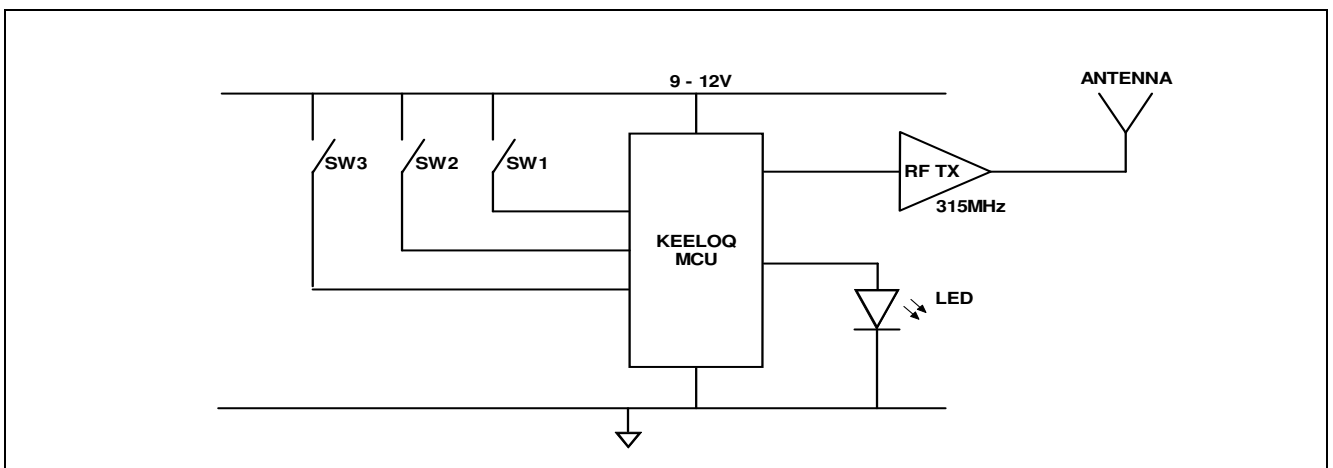 9 - 12V
ANTENNA
SW3
SW2
SW1
RF TX
315MHz
KEELOQ
MCU
LED